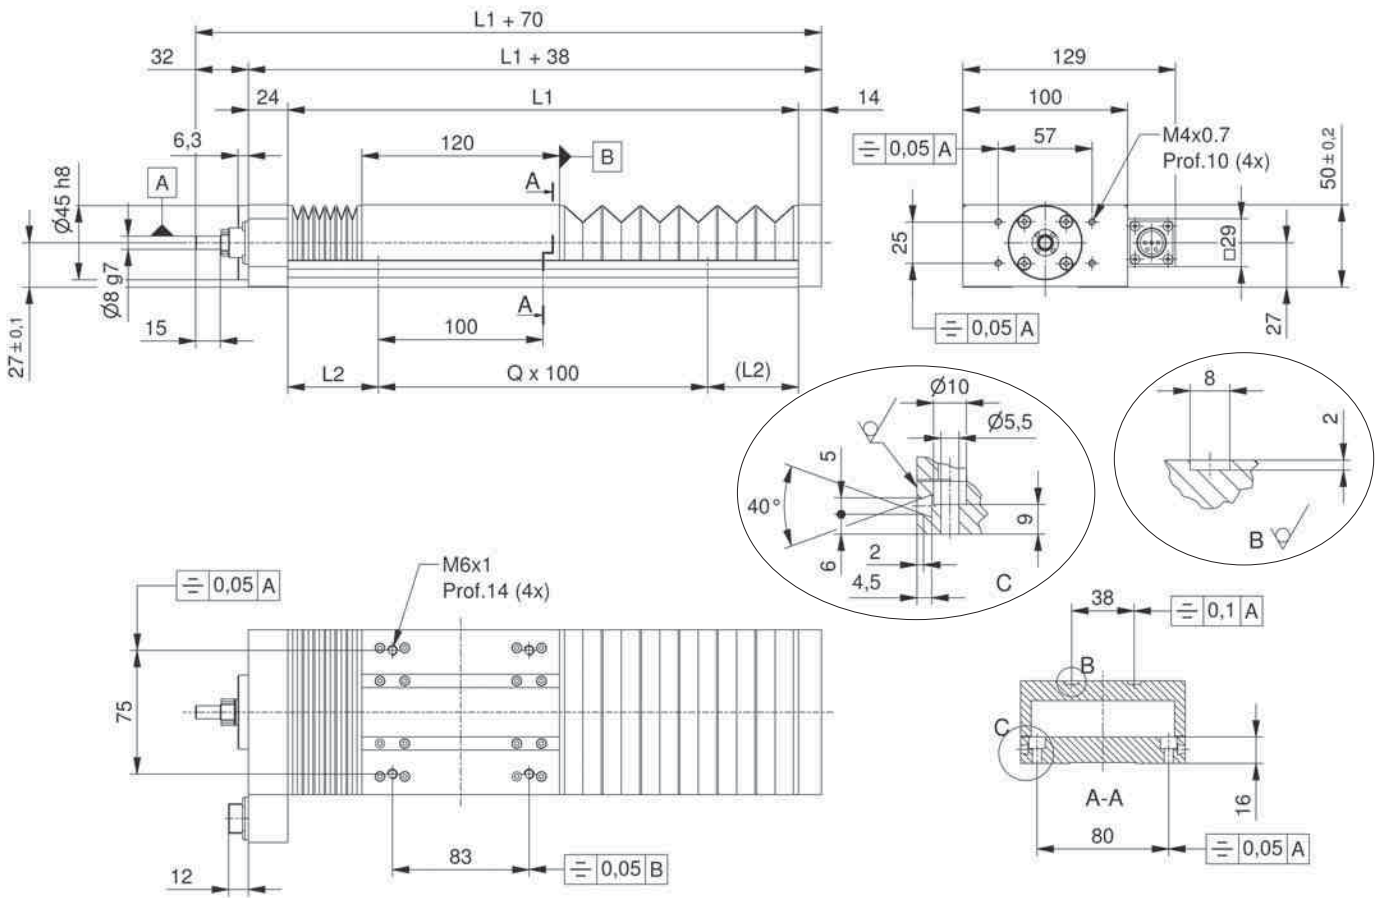 L1 + 70
32
L1 + 38
24
L1
14
6,3
120
B
A
A
Ø45 h8
Ø8 g7
27 ± 0,1
15
A
100
L2
Q x 100
(L2)
129
100
0,05 A
57
M4x0.7
Prof.10 (4x)
50 ± 0,2
25
□29
27
0,05 A
Ø10
Ø5,5
5
40°
9
6
2
4,5
C
8
2
B
0,05 A
M6x1
Prof.14 (4x)
75
12
83
0,05 B
38
0,1 A
B
C
A-A
16
80
0,05 A